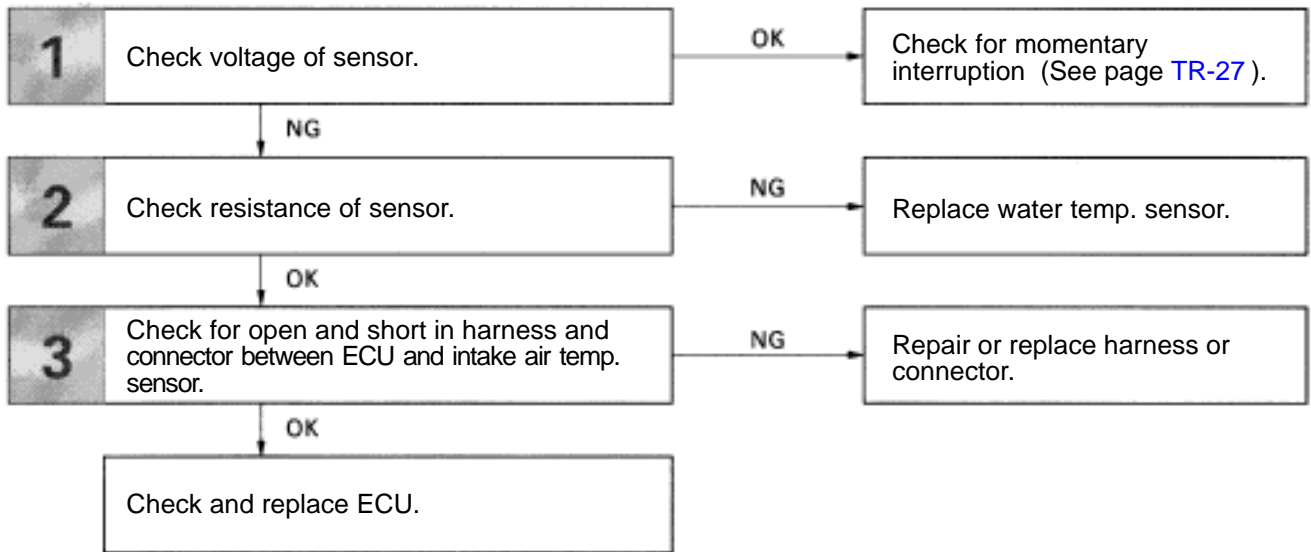 1
Check voltage of sensor.
OK
Check for momentary
interruption (See page TR-27 ).
NG
2
Check resistance of sensor.
NG
Replace water temp. sensor.
OK
3
Check for open and short in harness and
connector between ECU and intake air temp.
sensor.
NG
Repair or replace harness or
connector.
OK
Check and replace ECU.